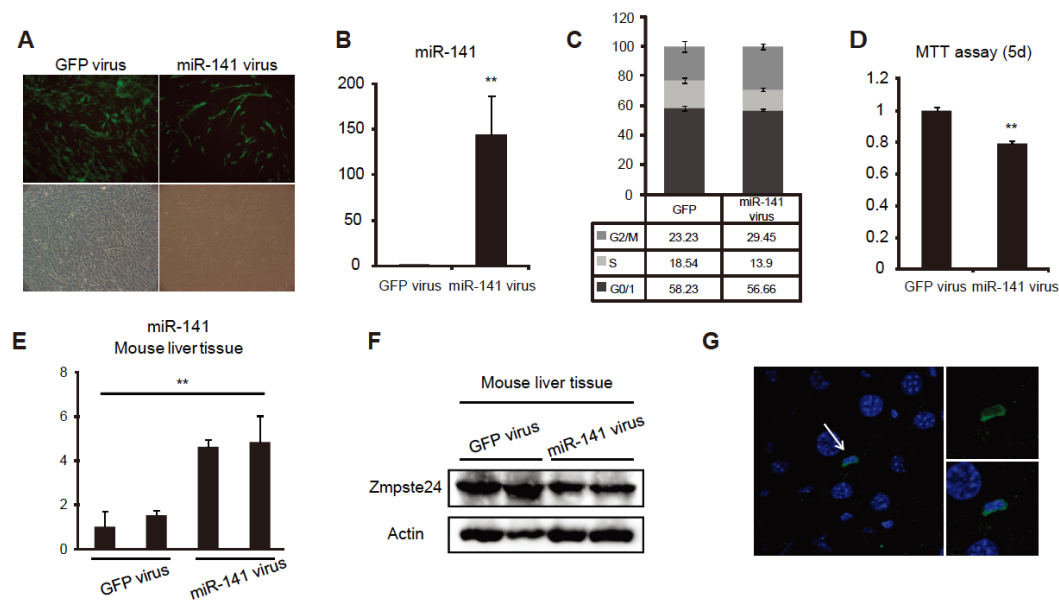 A
GFP virus
miR-141 virus
B
miR-141
200
150
100
50
0
**
GFP virus miR-141 virus
C
120
100
80
60
40
20
0
GFP
miR-141
virus
G2/M 23.23 29.45
S 18.54 13.9
G0/1 58.23 56.66
D
MTT assay (5d)
1.2
1
0.8
0.6
0.4
0.2
0
**
GFP virus miR-141 virus
E
miR-141
Mouse liver tissue
8
6
4
2
0
**
GFP virus
miR-141 virus
F
Mouse liver tissue
GFP virus
miR-141 virus
Zmpste24
Actin
G